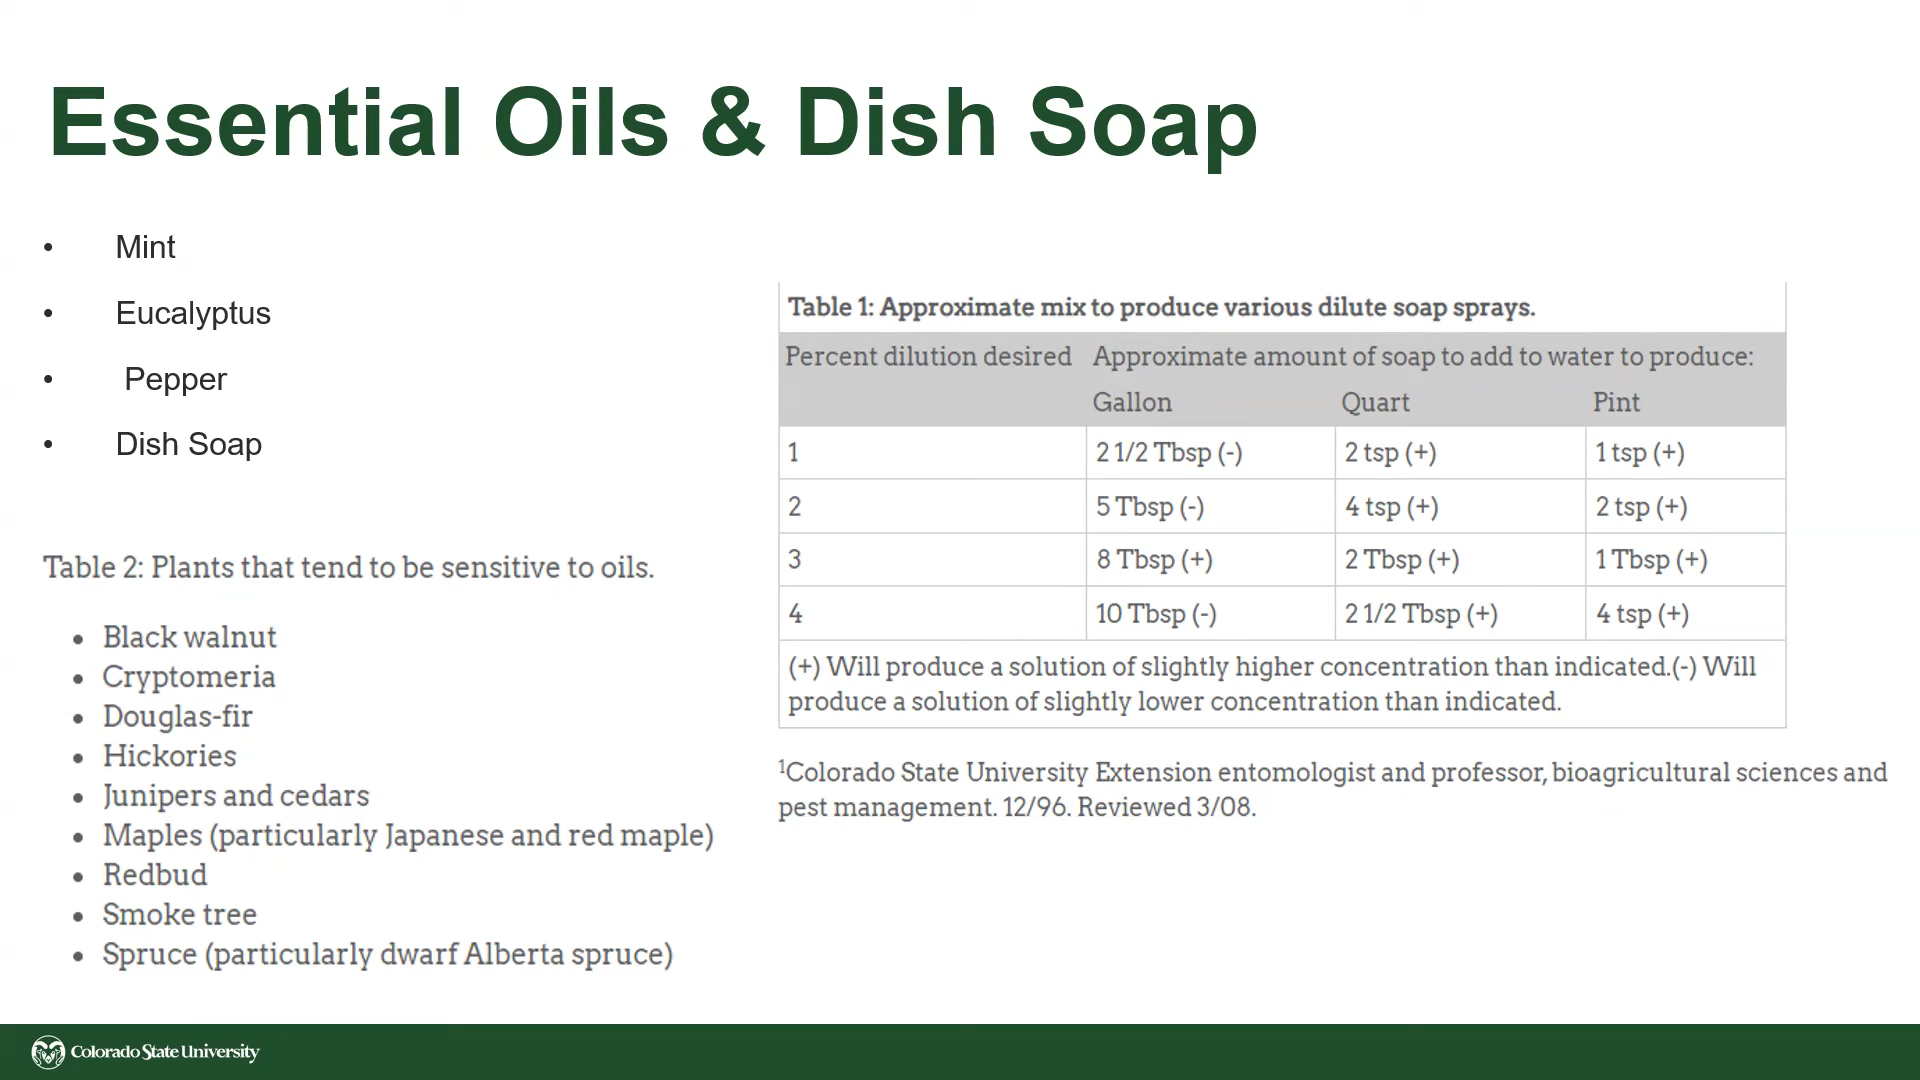 Essential Oils & Dish Soap
• Mint
• Eucalyptus
• Pepper
• Dish Soap
Table 2: Plants that tend to be sensitive to oils.
• Black walnut
• Cryptomeria
• Douglas-fir
• Hickories
• Junipers and cedars
• Maples (particularly Japanese and red maple)
• Redbud
• Smoke tree
• Spruce (particularly dwarf Alberta spruce)
Table 1: Approximate mix to produce various dilute soap sprays.
Percent dilution desired Approximate amount of soap to add to water to produce:
Gallon Quart Pint
1 2 1/2 Tbsp (-) 2 tsp (+) 1 tsp (+)
2 5 Tbsp (-) 4 tsp (+) 2 tsp (+)
3 8 Tbsp (+) 2 Tbsp (+) 1 Tbsp (+)
4 10 Tbsp (-) 2 1/2 Tbsp (+) 4 tsp (+)
(+) Will produce a solution of slightly higher concentration than indicated.(-) Will
produce a solution of slightly lower concentration than indicated.
¹Colorado State University Extension entomologist and professor, bioagricultural sciences and
pest management. 12/96. Reviewed 3/08.
Colorado State University